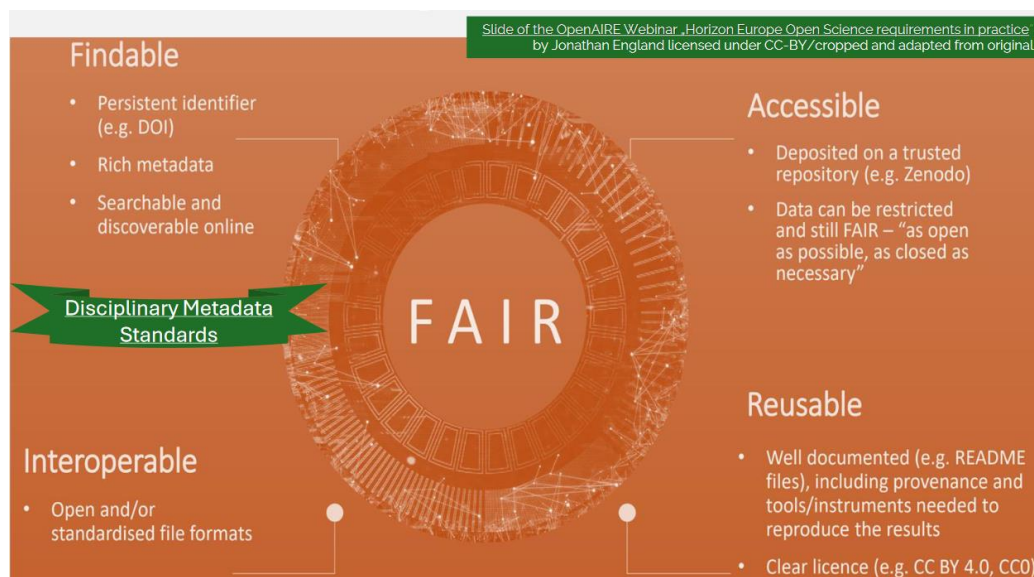 Slide of the OpenAIRE Webinar „Horizon Europe Open Science requirements in practice"
by Jonathan England licensed under CC-BY/cropped and adapted from original
Findable
• Persistent identifier
(e.g. DOI)
• Rich metadata
• Searchable and
discoverable online
Disciplinary Metadata
Standards
FAIR
Accessible
• Deposited on a trusted
repository (e.g. Zenodo)
• Data can be restricted
and still FAIR – “as open
as possible, as closed as
necessary”
Interoperable
• Open and/or
standardised file formats
Reusable
• Well documented (e.g. README
files), including provenance and
tools/instruments needed to
reproduce the results
• Clear licence (e.g. CC BY 4.0, CC0)